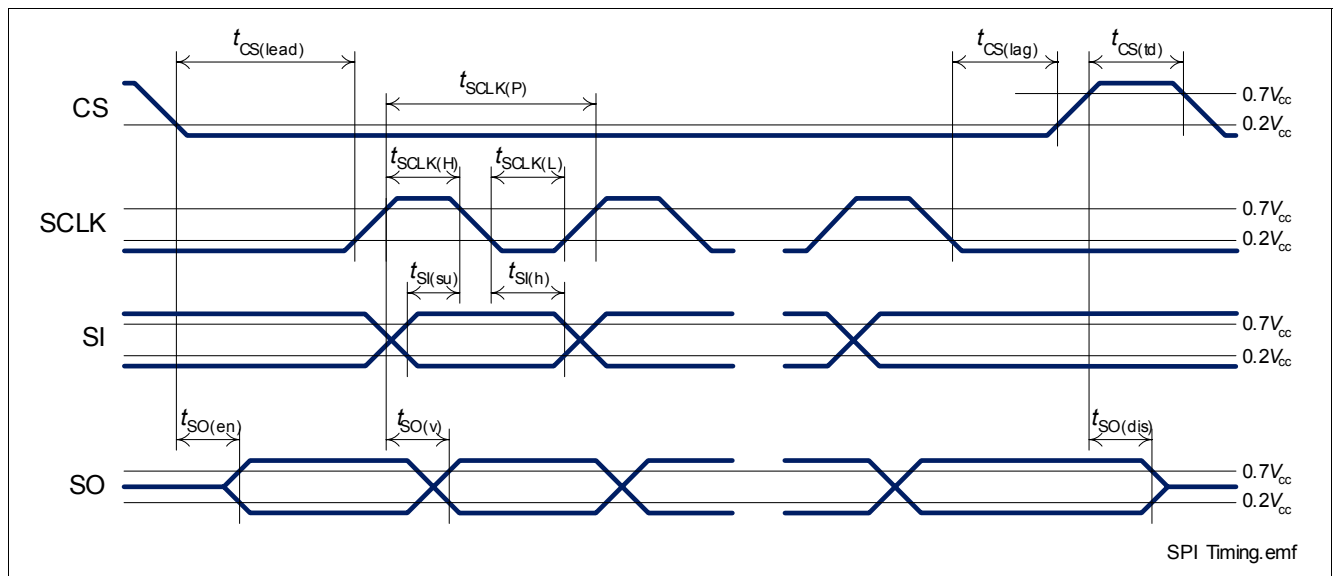 tCS(lead)
tCS(lag)
tCS(td)
tSCLK(P)
CS
0.7Vcc
0.2Vcc
tSCLK(H)
tSCLK(L)
SCLK
0.7Vcc
0.2Vcc
tSI(su)
tSI(h)
SI
0.7Vcc
0.2Vcc
tSO(en)
tSO(v)
tSO(dis)
SO
0.7Vcc
0.2Vcc
SPI Timing.emf